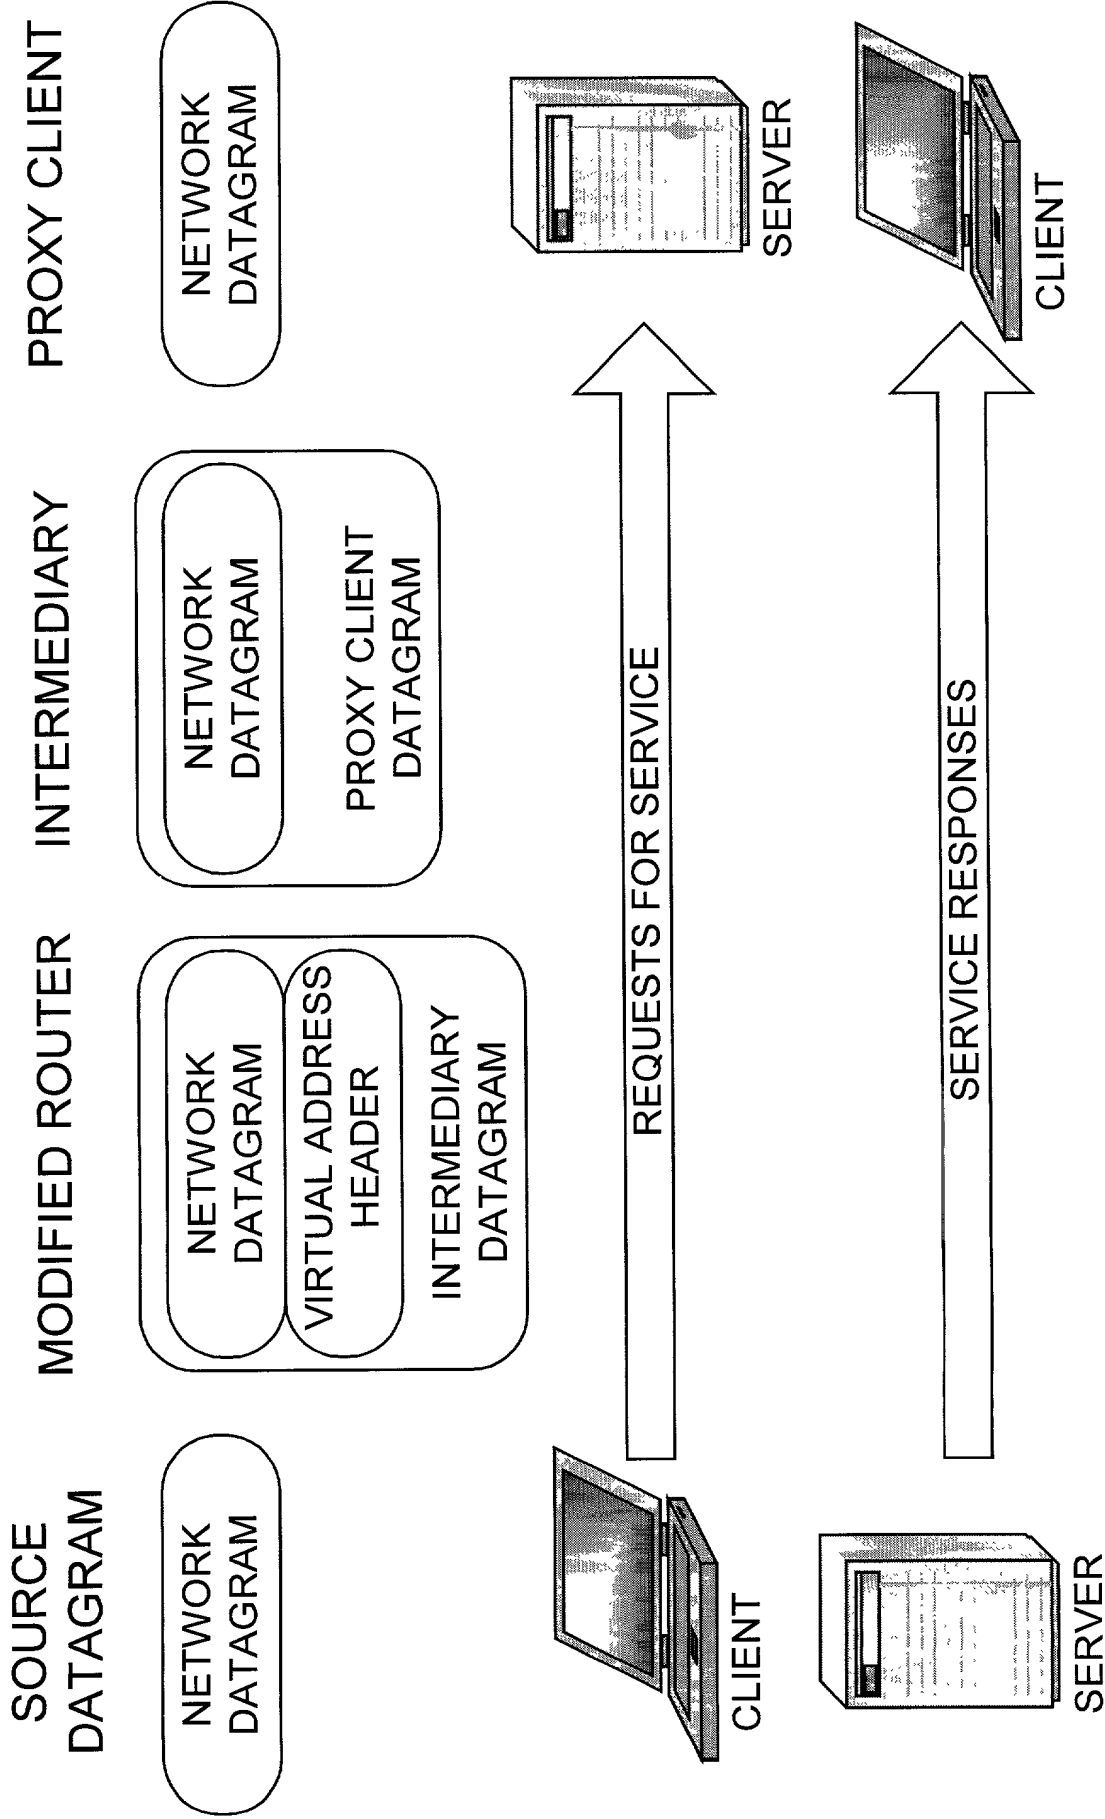 SOURCE
DATAGRAM
MODIFIED ROUTER
INTERMEDIARY
PROXY CLIENT
NETWORK
DATAGRAM
NETWORK
DATAGRAM
VIRTUAL ADDRESS
HEADER
INTERMEDIARY
DATAGRAM
NETWORK
DATAGRAM
PROXY CLIENT
DATAGRAM
NETWORK
DATAGRAM
CLIENT
REQUESTS FOR SERVICE
SERVER
SERVER
SERVICE RESPONSES
CLIENT